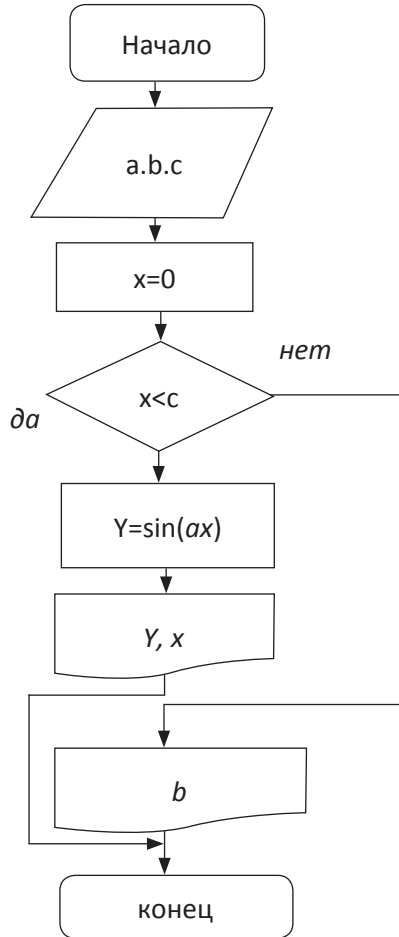 Начало
a.b.c
x=0
нет
x<c
да
Y=sin(ax)
Y, x
b
конец